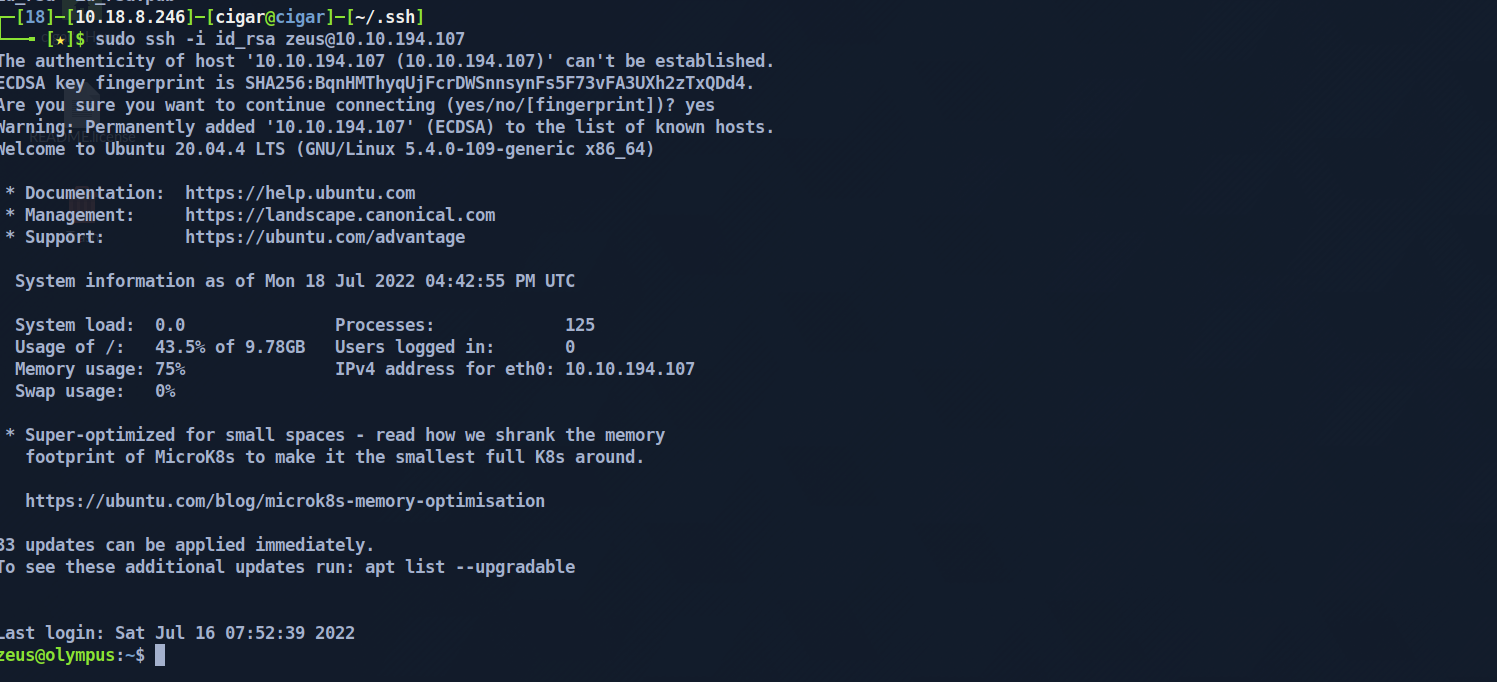 [18]─[10.18.8.246]─[cigar@cigar]─[~/.ssh]
[★]$ sudo ssh -i id_rsa zeus@10.10.194.107
The authenticity of host '10.10.194.107 (10.10.194.107)' can't be established.
ECDSA key fingerprint is SHA256:BqnHMThyqUjFcrDWSnnsynFs5F73vFA3UXh2zTxQDd4.
Are you sure you want to continue connecting (yes/no/[fingerprint])? yes
Warning: Permanently added '10.10.194.107' (ECDSA) to the list of known hosts.
Welcome to Ubuntu 20.04.4 LTS (GNU/Linux 5.4.0-109-generic x86_64)
* Documentation: https://help.ubuntu.com
* Management: https://landscape.canonical.com
* Support: https://ubuntu.com/advantage
System information as of Mon 18 Jul 2022 04:42:55 PM UTC
System load: 0.0 Processes: 125
Usage of /: 43.5% of 9.78GB Users logged in: 0
Memory usage: 75% IPv4 address for eth0: 10.10.194.107
Swap usage: 0%
* Super-optimized for small spaces - read how we shrank the memory
footprint of MicroK8s to make it the smallest full K8s around.
https://ubuntu.com/blog/microk8s-memory-optimisation
33 updates can be applied immediately.
To see these additional updates run: apt list --upgradable
Last login: Sat Jul 16 07:52:39 2022
zeus@olympus:~$